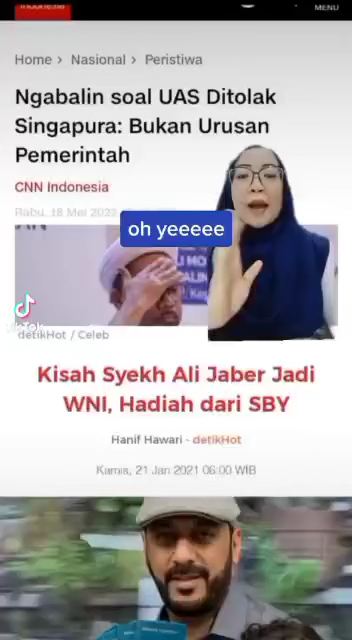 Indonesia
MENU
Home > Nasional > Peristiwa
Ngabalin soal UAS Ditolak
Singapura: Bukan Urusan
Pemerintah
CNN Indonesia
Rabu, 18 Mei 2022
oh yeeeee
TikTok
detikHot / Celeb
Kisah Syekh Ali Jaber Jadi
WNI, Hadiah dari SBY
Hanif Hawari - detikHot
Kamis, 21 Jan 2021 06:00 WIB